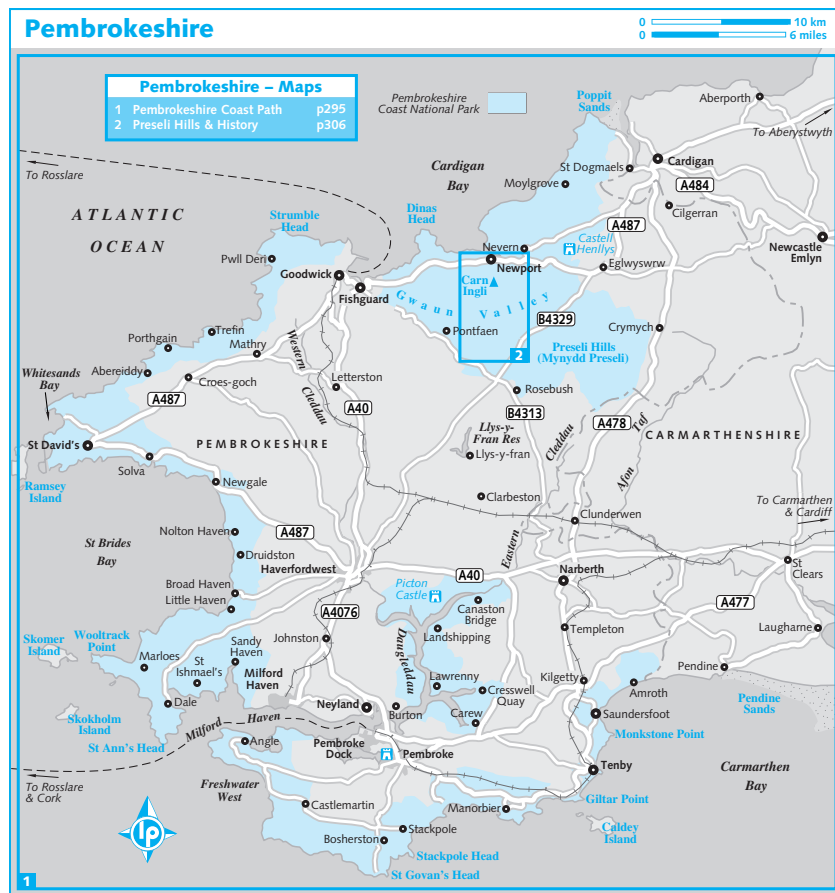 Pembrokeshire
0 10 km
0 6 miles
Pembrokeshire – Maps
1 Pembrokeshire Coast Path p295
2 Preseli Hills & History p306
Pembrokeshire
Coast National Park
Poppit
Sands
Aberporth
To Aberystwyth
To Rosslare
Cardigan
Bay
St Dogmaels
Cardigan
Moylgrove
A484
Cilgerran
ATLANTIC
OCEAN
Strumble
Head
Dinas
Head
A487
Nevern
Castell
Henllys
Newcastle
Emlyn
Pwll Deri
Goodwick
Newport
Eglwyswrw
Carn
Ingli
Fishguard
Gwaun Valley
B4329
Pontfaen
Crymych
Trefin
Porthgain
Mathry
Western
Cleddau
Preseli Hills
(Mynydd Preseli)
2
Whitesands
Bay
Abereiddy
Croes-goch
Letterston
Rosebush
A487
A40
B4313
Llys-y-
Fran Res
Cleddau
A478
Afon Taf
CARMARTHENSHIRE
St David's
PEMBROKESHIRE
Llys-y-fran
Solva
Ramsey
Island
Newgale
Clarbeston
To Carmarthen
& Cardiff
Clunderwen
Nolton Haven
A487
St Brides
Bay
Druidston
Eastern
Haverfordwest
A40
Narberth
St
Clears
Picton
Castle
Broad Haven
Little Haven
Canaston
Bridge
A477
A4076
Landshipping
Templeton
Laugharne
Skomer
Island
Wooltrack
Point
Sandy
Haven
Johnston
Daugleddau
Marloes
St
Ishmael's
Milford
Haven
Pendine
Lawrenny
Kilgetty
Amroth
Cresswell
Quay
Dale
Neyland
Burton
Carew
Saundersfoot
Pendine
Sands
Skokholm
Island
St Ann's Head
Milford Haven
Monkstone Point
Angle
Pembroke
Dock
Pembroke
Tenby
Carmarthen
Bay
To Rosslare
& Cork
Freshwater
West
Giltar Point
Castlemartin
Manorbier
Caldey
Island
lp
Stackpole
Bosherston
Stackpole Head
St Govan's Head
1